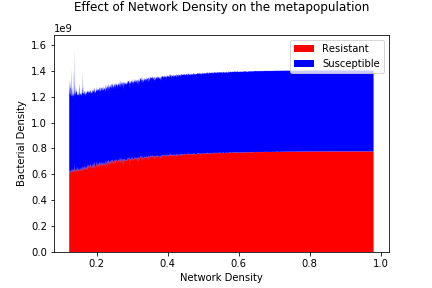 Effect of Network Density on the metapopulation
1e9
1.6
1.4
1.2
1.0
0.8
0.6
0.4
0.2
0.0
Resistant
Susceptible
Bacterial Density
0.2 0.4 0.6 0.8 1.0
Network Density